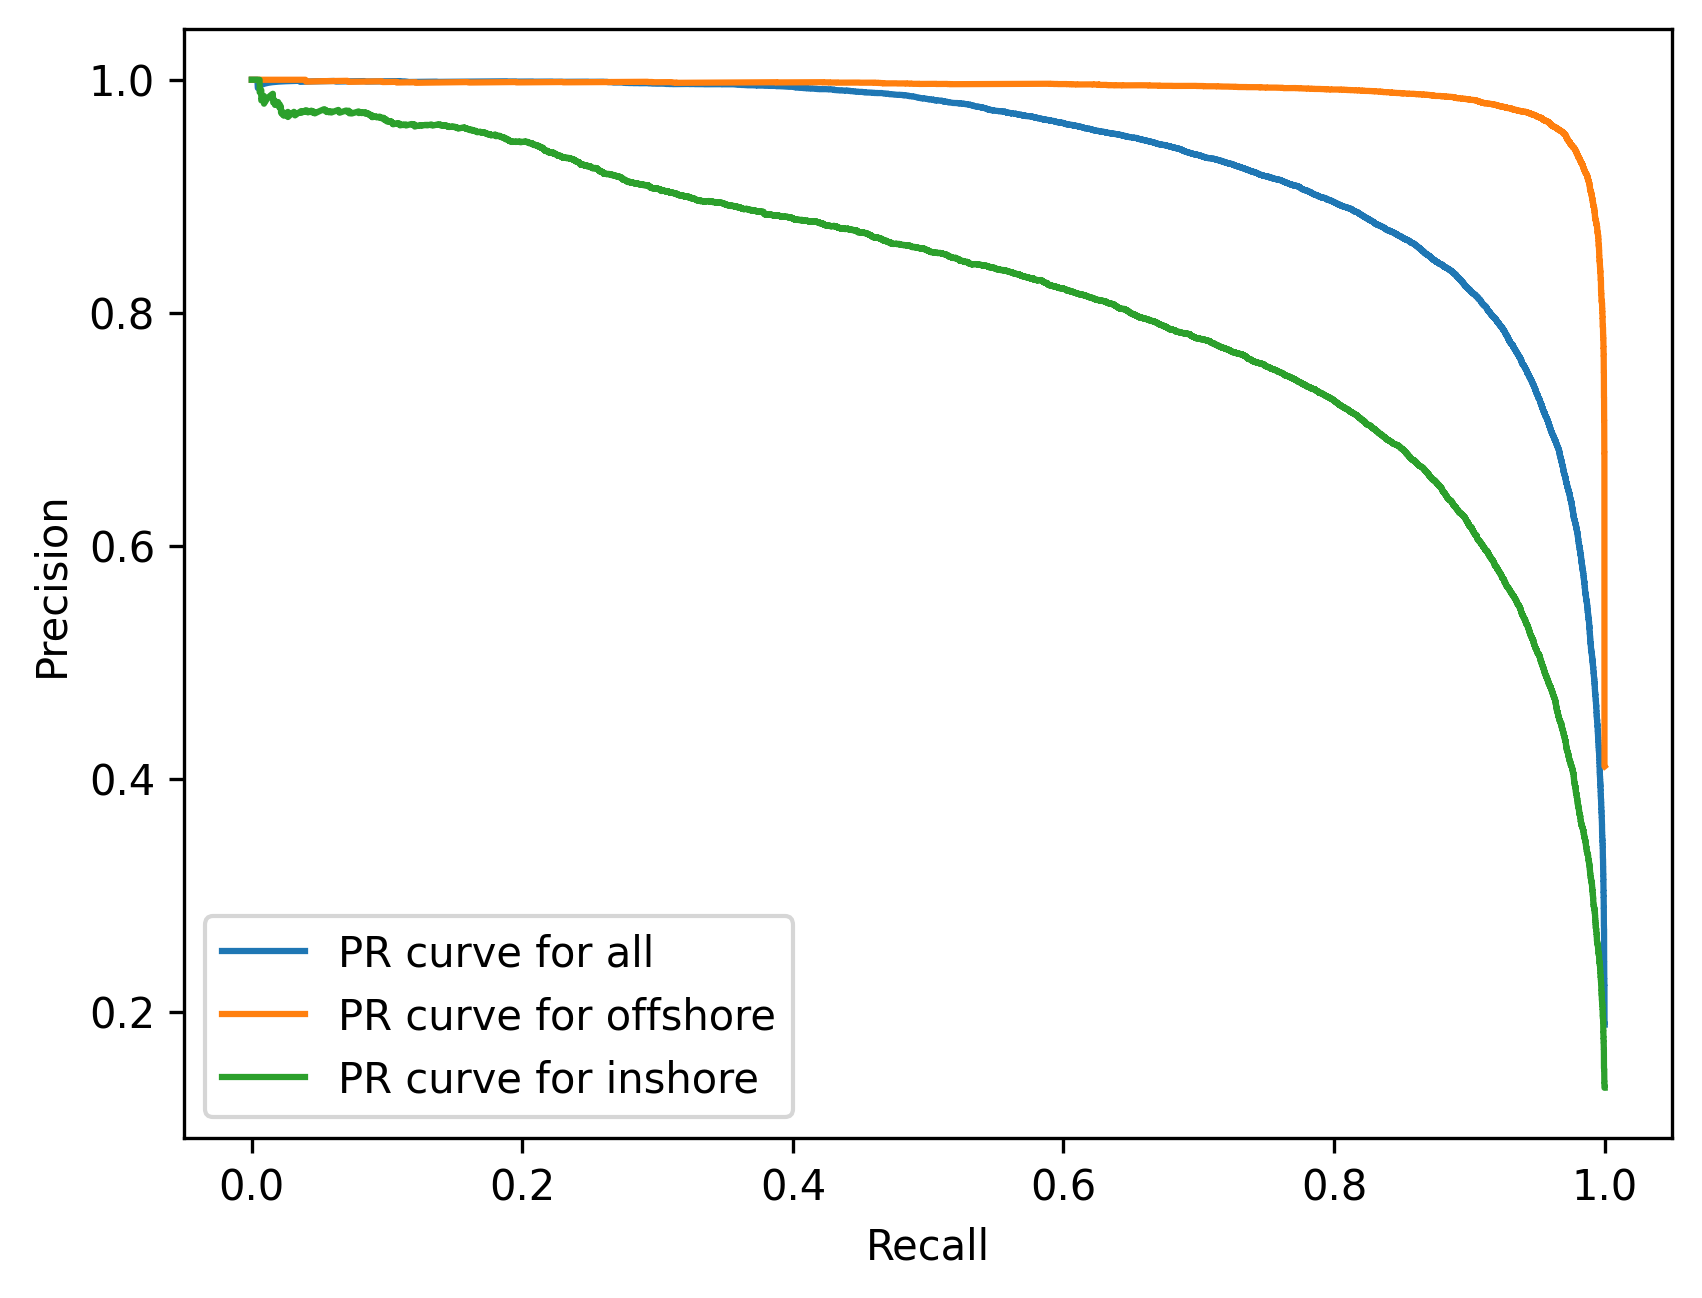 1.0
0.8
0.6
0.4
0.2
Precision
PR curve for all
PR curve for offshore
PR curve for inshore
0.0 0.2 0.4 0.6 0.8 1.0
Recall